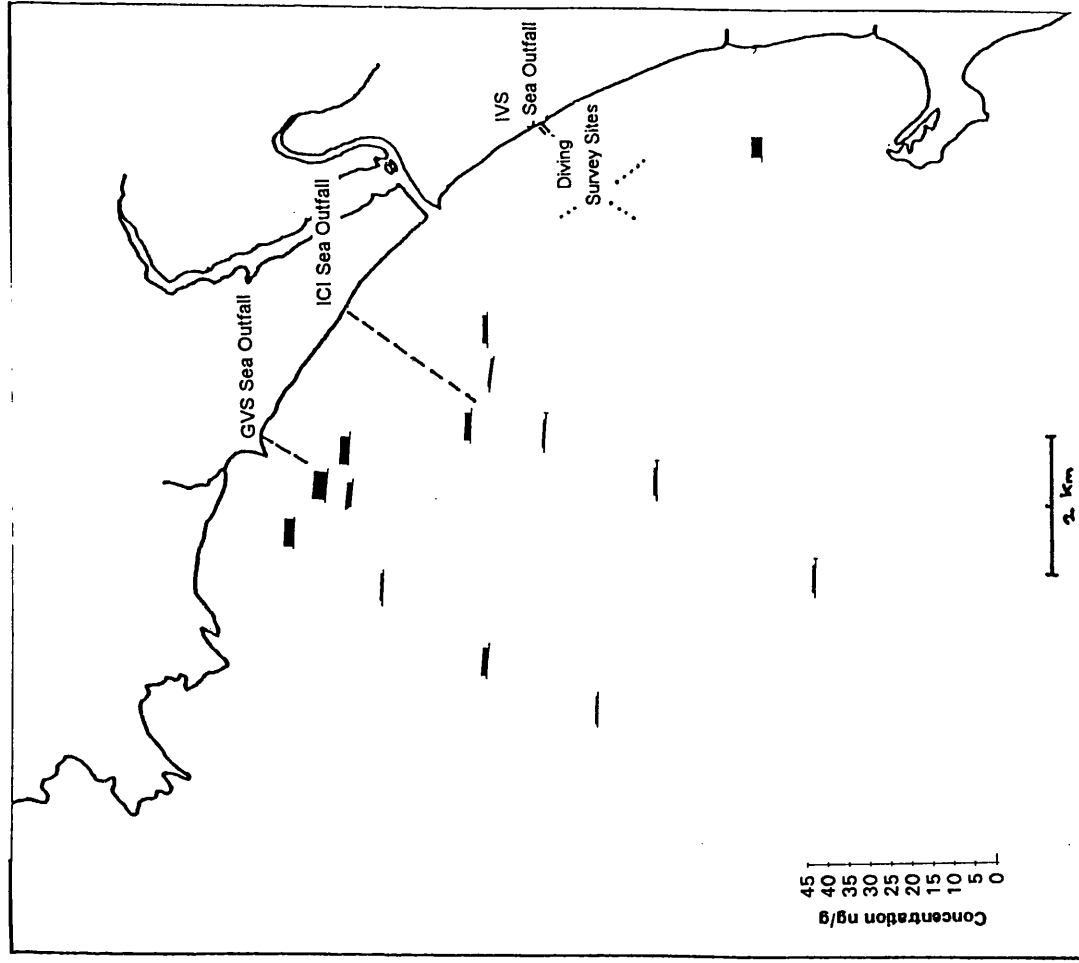 GVS Sea Outfall
ICI Sea Outfall
IVS
Sea Outfall
Diving
Survey Sites
Concentration ng/g
45
40
35
30
25
20
15
10
5
0
2 km